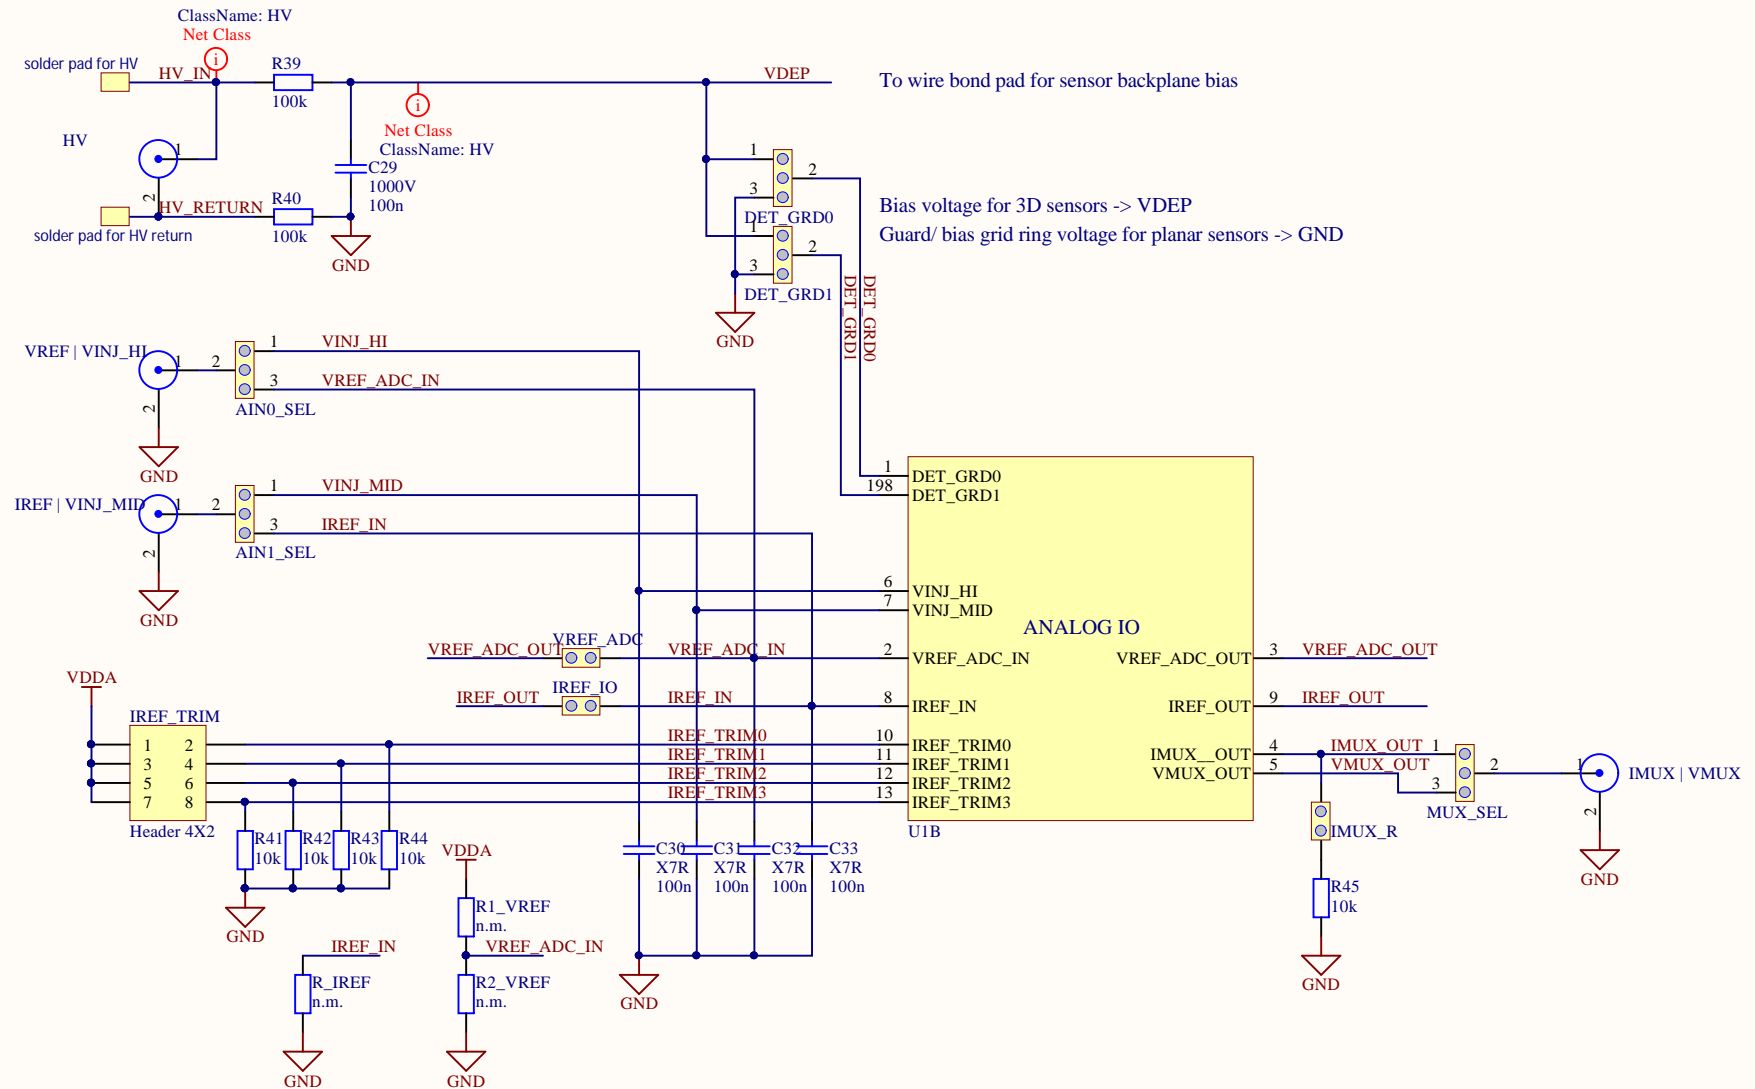 ClassName: HV
Net Class
i
solder pad for HV
HV_IN
R39
100k
VDEP
To wire bond pad for sensor backplane bias
i
Net Class
ClassName: HV
HV
1
2
C29
1000V
100n
HV_RETURN
R40
100k
solder pad for HV return
GND
1
2
3
DET_GRD0
1
2
3
DET_GRD1
GND
Bias voltage for 3D sensors -> VDEP
Guard/ bias grid ring voltage for planar sensors -> GND
DET_GRD1
DET_GRD0
VREF | VINJ_HI
1
2
2
1
3
VINJ_HI
VREF_ADC_IN
AIN0_SEL
GND
IREF | VINJ_MID
1
2
2
1
3
VINJ_MID
IREF_IN
AIN1_SEL
GND
1
DET_GRD0
198
DET_GRD1
6
VINJ_HI
7
VINJ_MID
ANALOG IO
VREF_ADC_OUT
VREF_ADC
VREF_ADC_IN
2
VREF_ADC_IN
VREF_ADC_OUT
3
VREF_ADC_OUT
IREF_OUT
IREF_IO
IREF_IN
8
IREF_IN
IREF_OUT
9
IREF_OUT
VDDA
IREF_TRIM
1 2
3 4
5 6
7 8
Header 4X2
IREF_TRIM0
10
IREF_TRIM0
IREF_TRIM1
11
IREF_TRIM1
IREF_TRIM2
12
IREF_TRIM2
IREF_TRIM3
13
IREF_TRIM3
IMUX__OUT
4
IMUX_OUT
1
VMUX_OUT
5
VMUX_OUT
3
2
1
2
IMUX | VMUX
MUX_SEL
GND
U1B
IMUX_R
R45
10k
GND
R41
10k
R42
10k
R43
10k
R44
10k
GND
VDDA
R1_VREF
n.m.
VREF_ADC_IN
R2_VREF
n.m.
GND
IREF_IN
R_IREF
n.m.
GND
C30
X7R
100n
C31
X7R
100n
C32
X7R
100n
C33
X7R
100n
GND